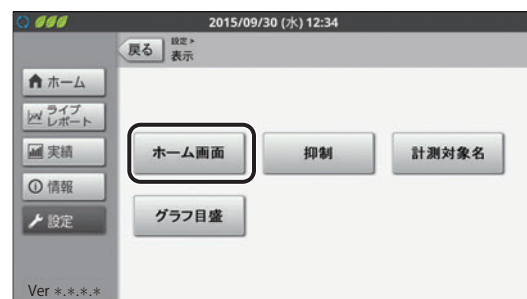 2015/09/30 (水) 12:34
戻る
設定 >
表示
ホーム
ライブ
レポート
実績
情報
設定
ホーム画面
抑制
計測対象名
グラフ目盛
Ver *.*.*.*